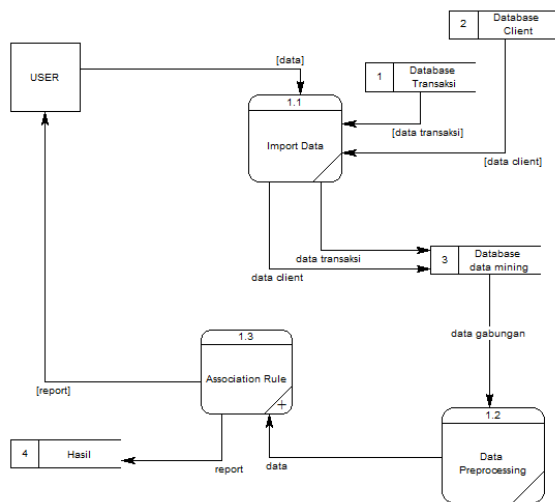 2
Database
Client
USER
[data]
1
Database
Transaksi
1.1
Import Data
[data transaksi]
[data client]
data transaksi
data client
3
Database
data mining
data gabungan
1.3
Association Rule
+
[report]
1.2
Data
Preprocessing
4
Hasil
report
data